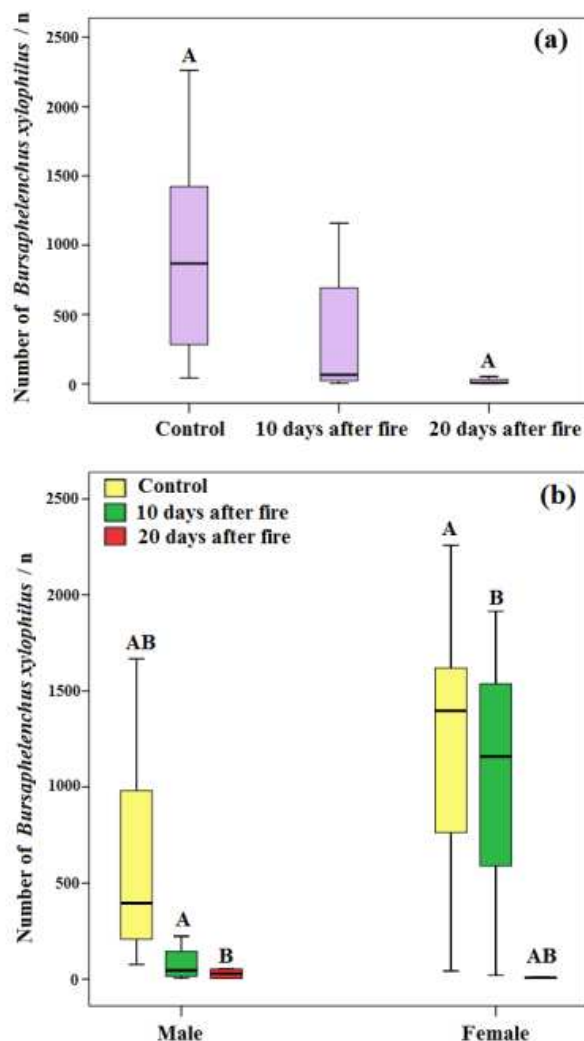 (a)
Number of Bursaphelenchus xylophilus / n
2500
2000
1500
1000
500
0
A
A
Control
10 days after fire
20 days after fire
(b)
Control
10 days after fire
20 days after fire
Number of Bursaphelenchus xylophilus / n
2500
2000
1500
1000
500
0
AB
A
B
A
B
AB
Male
Female